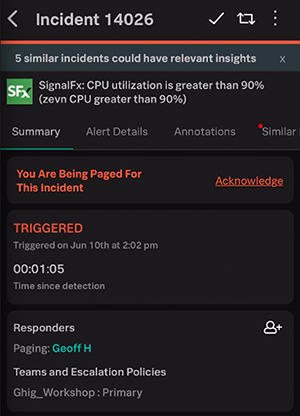 Incident 14026
5 similar incidents could have relevant insights x
SFx
SignalFx: CPU utilization is greater than 90%
(zevn CPU greater than 90%)
Summary Alert Details Annotations Similar
You Are Being Paged For
This Incident
Acknowledge
TRIGGERED
Triggered on Jun 10th at 2:02 pm
00:01:05
Time since detection
Responders
Paging: Geoff H
Teams and Escalation Policies
Ghig_Workshop : Primary